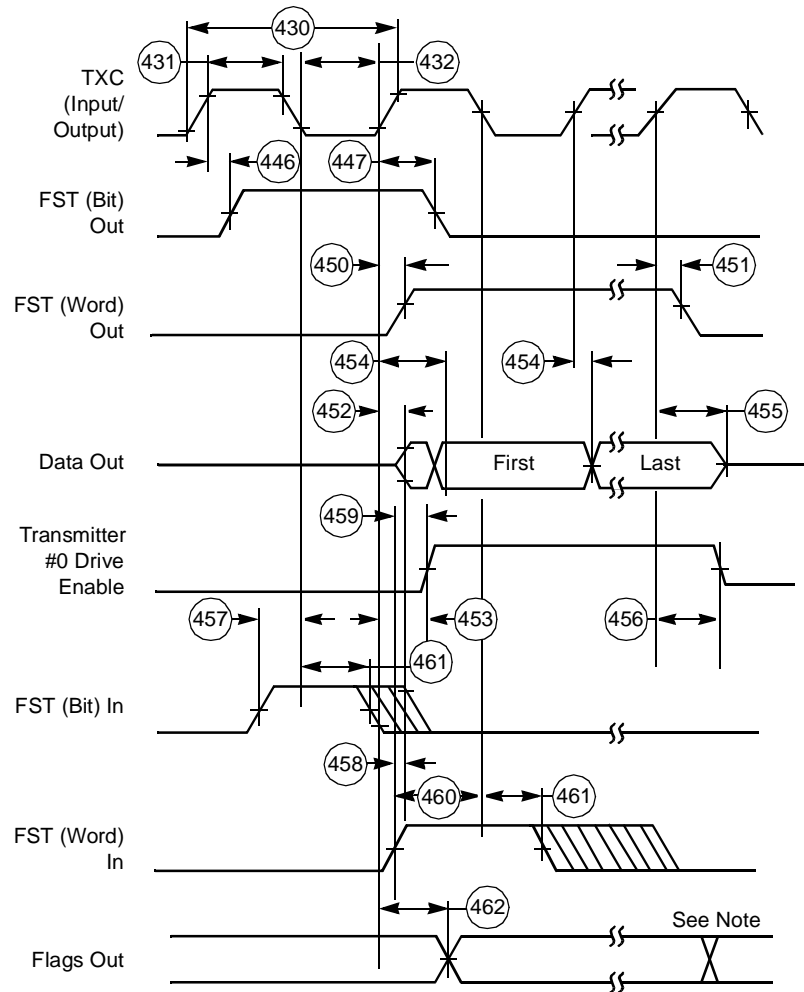 430
431
432
TXC
(Input/
Output)
446
447
FST (Bit)
Out
450
451
FST (Word)
Out
454
454
452
455
Data Out
First
Last
459
Transmitter
#0 Drive
Enable
457
453
456
461
FST (Bit) In
458
460
461
FST (Word)
In
462
See Note
Flags Out